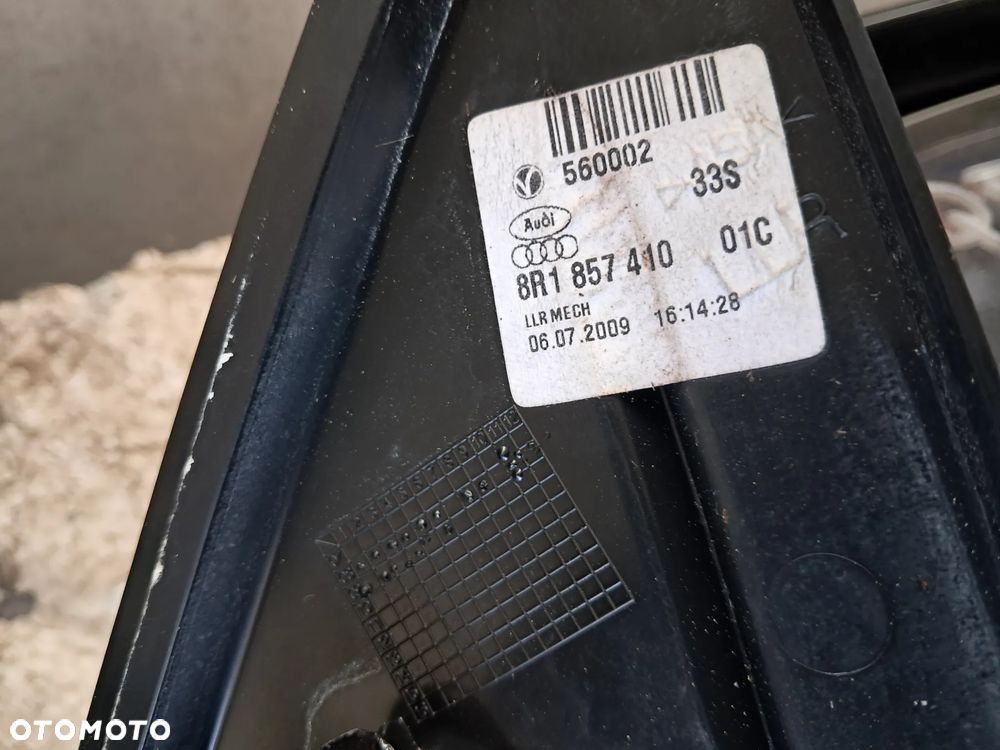 560002
33S
Audi
8R1 857 410 01C
LLR MECH
06.07.2009 16:14:28
OTOMOTO